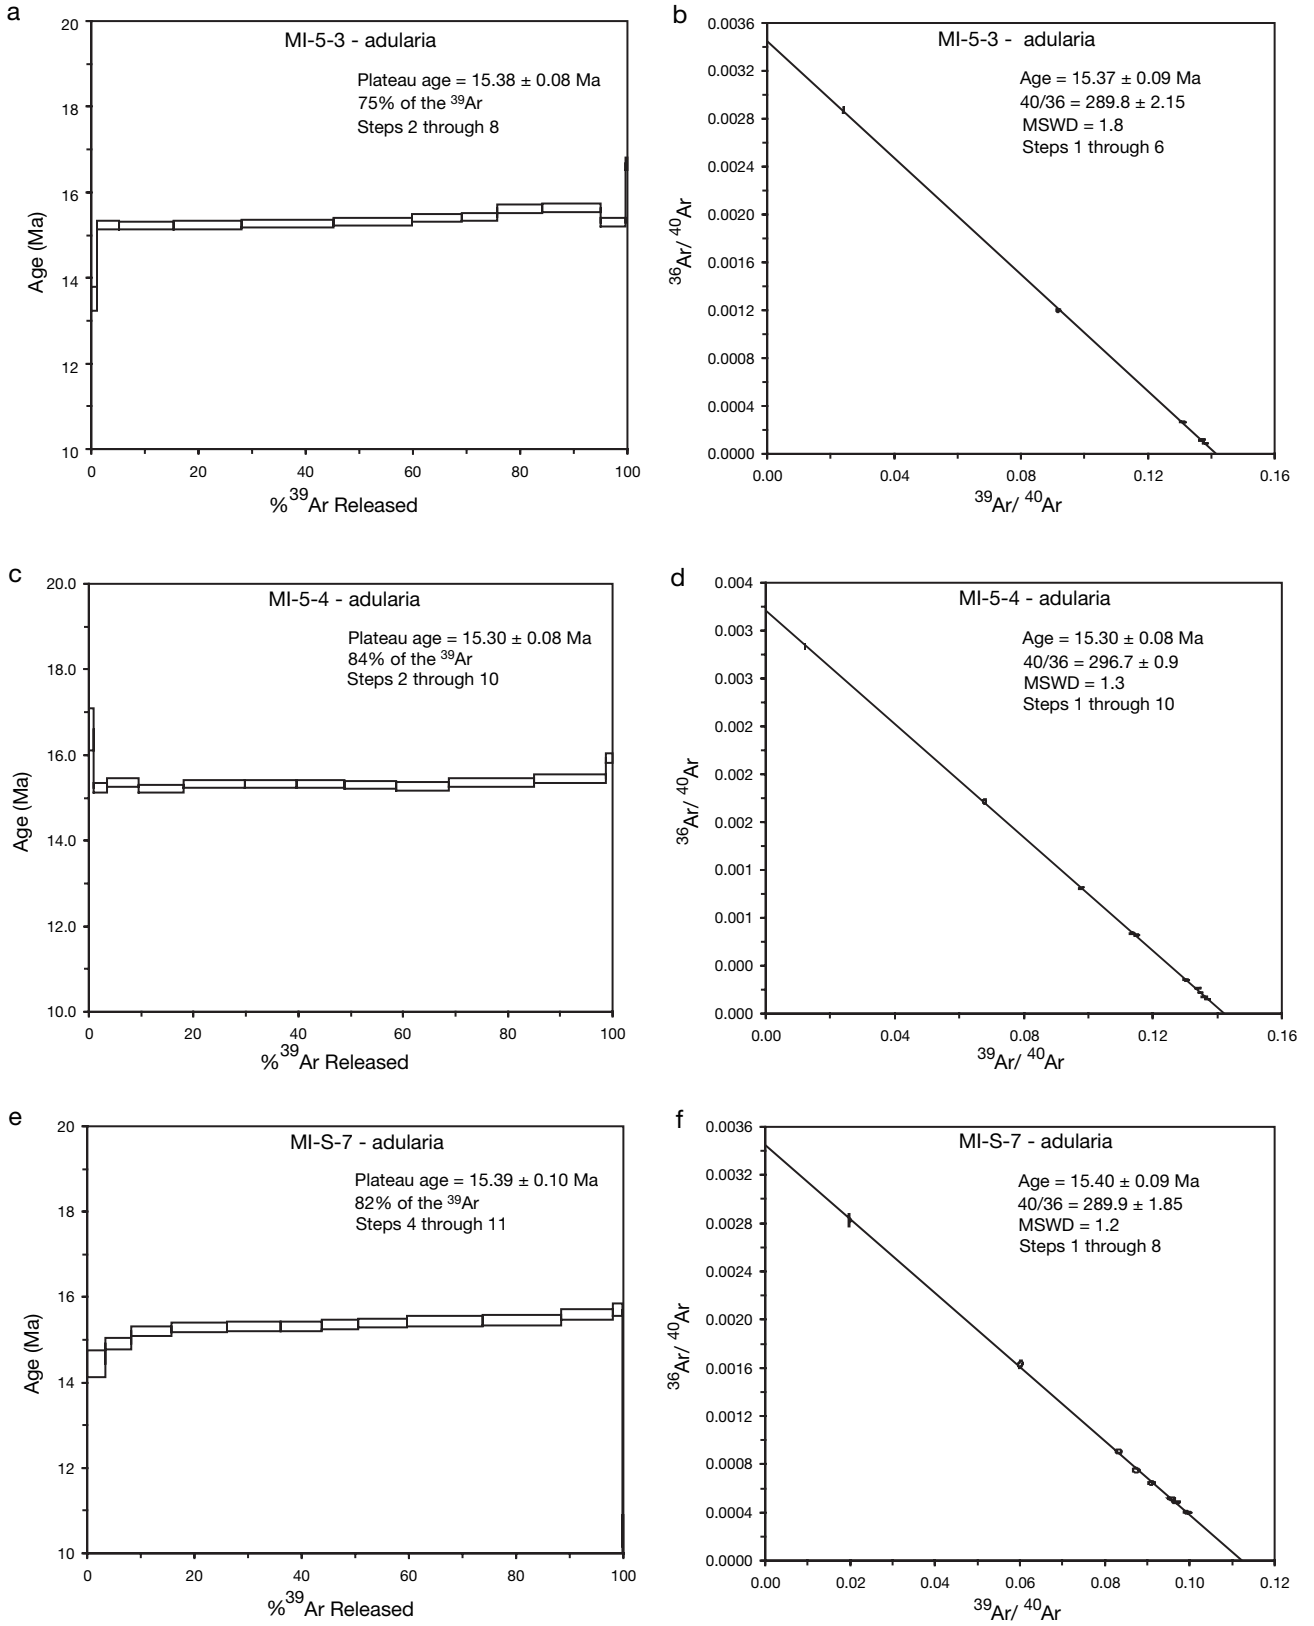 a
MI-5-3 - adularia
Plateau age = 15.38 ± 0.08 Ma
75% of the 39Ar
Steps 2 through 8
20
18
16
14
12
10
Age (Ma)
0 20 40 60 80 100
%39Ar Released
b
MI-5-3 - adularia
Age = 15.37 ± 0.09 Ma
40/36 = 289.8 ± 2.15
MSWD = 1.8
Steps 1 through 6
0.0036
0.0032
0.0028
0.0024
0.0020
0.0016
0.0012
0.0008
0.0004
0.0000
36Ar/ 40Ar
0.00 0.04 0.08 0.12 0.16
39Ar/ 40Ar
c
MI-5-4 - adularia
Plateau age = 15.30 ± 0.08 Ma
84% of the 39Ar
Steps 2 through 10
20.0
18.0
16.0
14.0
12.0
10.0
Age (Ma)
0 20 40 60 80 100
%39Ar Released
d
MI-5-4 - adularia
Age = 15.30 ± 0.08 Ma
40/36 = 296.7 ± 0.9
MSWD = 1.3
Steps 1 through 10
0.004
0.003
0.003
0.002
0.002
0.002
0.001
0.001
0.000
0.000
36Ar/ 40Ar
0.00 0.04 0.08 0.12 0.16
39Ar/ 40Ar
e
MI-S-7 - adularia
Plateau age = 15.39 ± 0.10 Ma
82% of the 39Ar
Steps 4 through 11
20
18
16
14
12
10
Age (Ma)
0 20 40 60 80 100
%39Ar Released
f
MI-S-7 - adularia
Age = 15.40 ± 0.09 Ma
40/36 = 289.9 ± 1.85
MSWD = 1.2
Steps 1 through 8
0.0036
0.0032
0.0028
0.0024
0.0020
0.0016
0.0012
0.0008
0.0004
0.0000
36Ar/ 40Ar
0.00 0.02 0.04 0.06 0.08 0.10 0.12
39Ar/ 40Ar